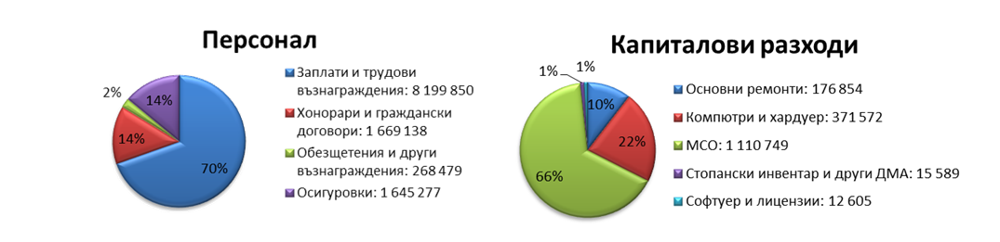 Персонал
Заплати и трудови
възнаграждения: 8 199 850
Хонорари и граждански
договори: 1 669 138
Обезщетения и други
възнаграждения: 268 479
Осигуровки: 1 645 277
70%
14%
2%
14%
Капиталови разходи
Основни ремонти: 176 854
Компютри и хардуер: 371 572
МСО: 1 110 749
Стопански инвентар и други ДМА: 15 589
Софтуер и лицензии: 12 605
10%
22%
66%
1%
1%